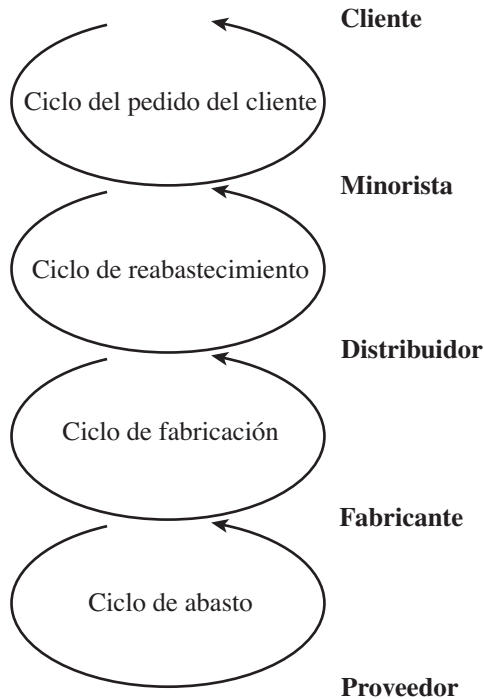 Cliente
Ciclo del pedido del cliente
Minorista
Ciclo de reabastecimiento
Distribuidor
Ciclo de fabricación
Fabricante
Ciclo de abasto
Proveedor